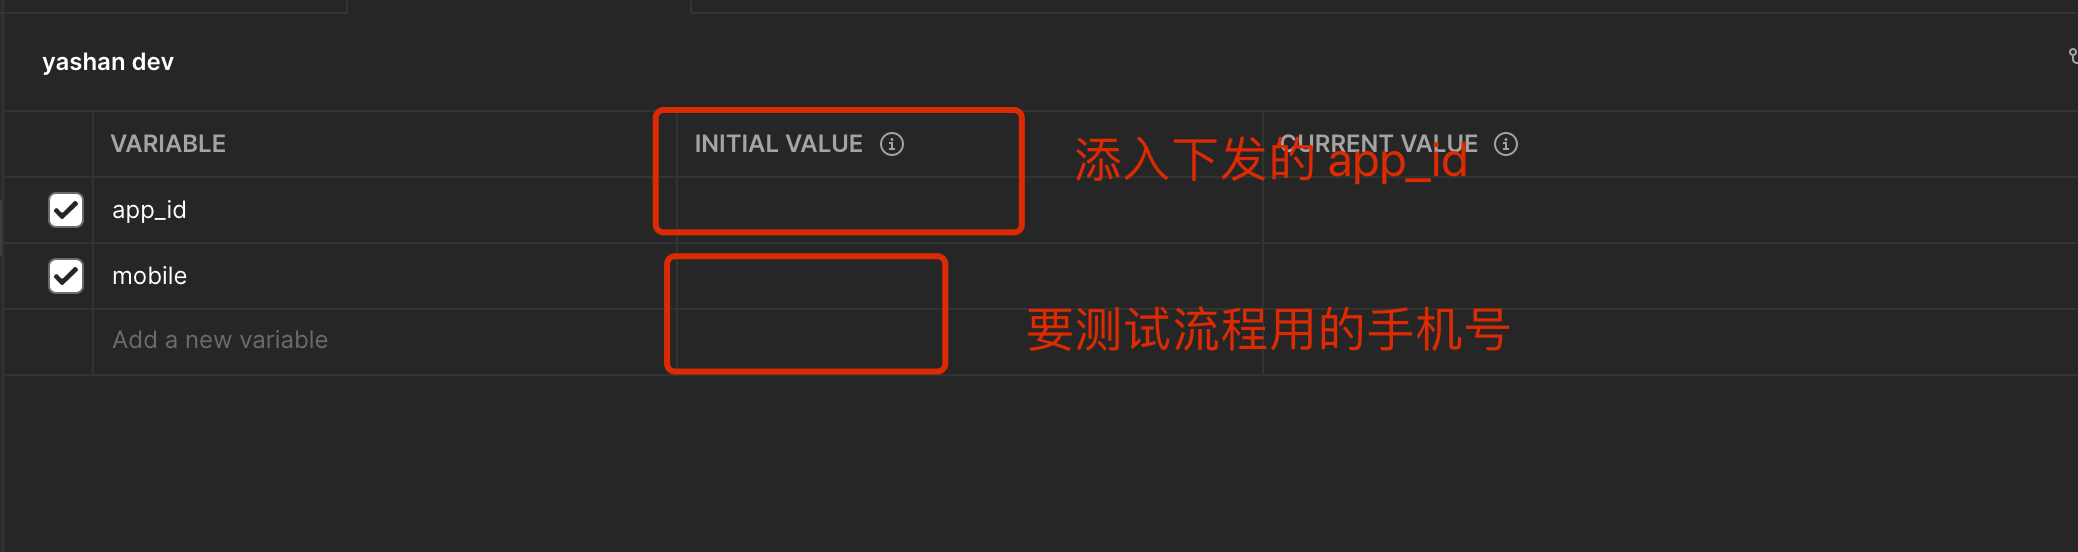 yashan dev
VARIABLE
INITIAL VALUE
CURRENT VALUE
添入下发的 app_id
app_id
mobile
要测试流程用的手机号
Add a new variable